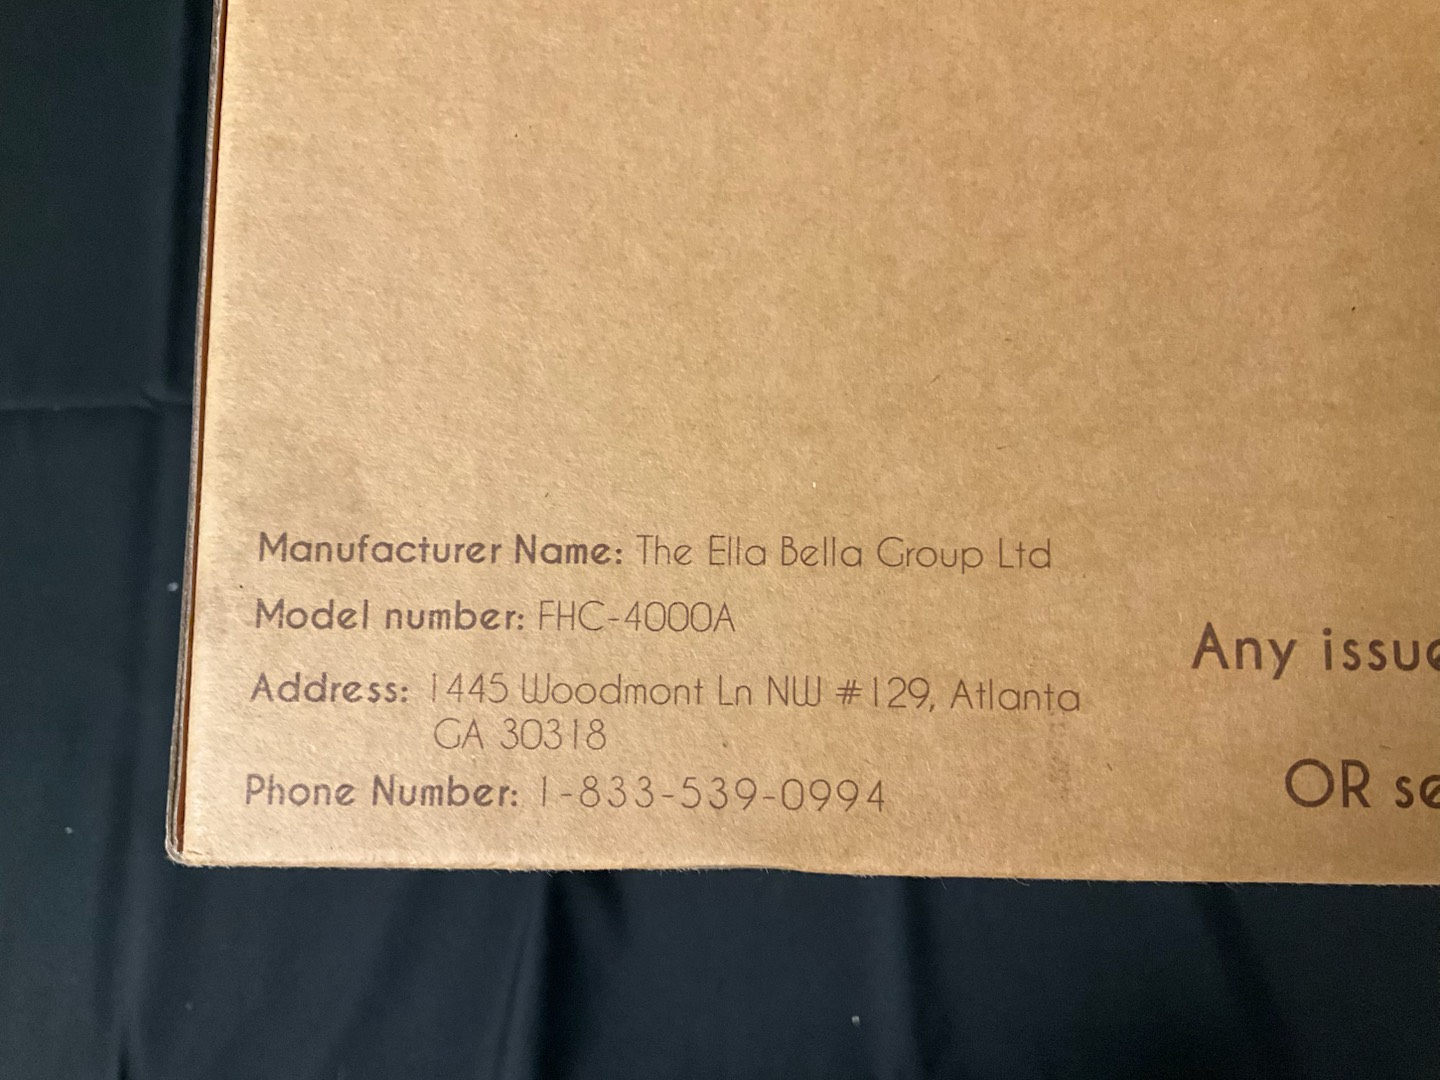 Manufacturer Name: The Ella Bella Group Ltd
Model number: FHC-4000A
Address: 1445 Woodmont Ln NW #129, Atlanta
GA 30318
Phone Number: 1-833-539-0994
Any issue
OR se